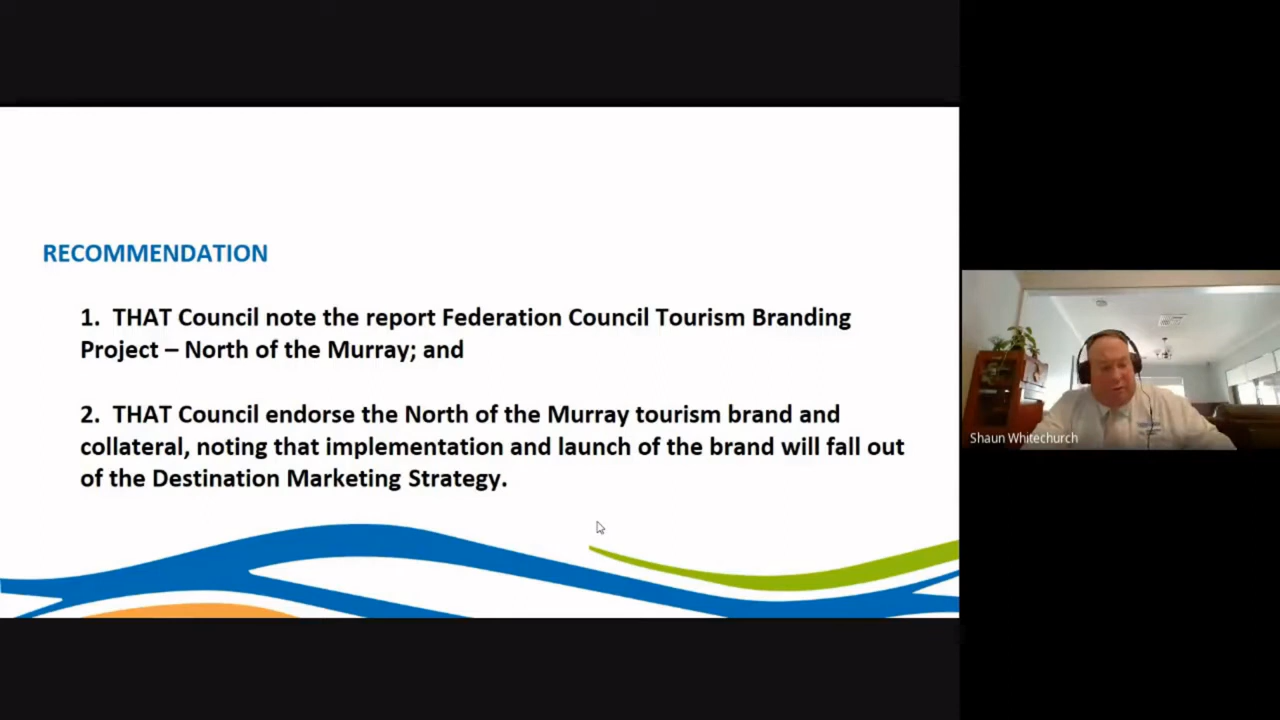 RECOMMENDATION
1. THAT Council note the report Federation Council Tourism Branding
Project – North of the Murray; and
2. THAT Council endorse the North of the Murray tourism brand and
collateral, noting that implementation and launch of the brand will fall out
of the Destination Marketing Strategy.
Shaun Whitechurch